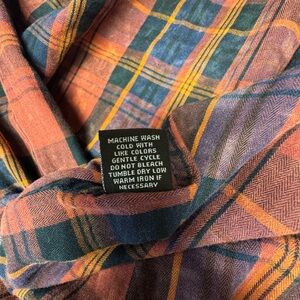 MACHINE WASH
COLD WITH
LIKE COLORS
GENTLE CYCLE
DO NOT BLEACH
TUMBLE DRY LOW
WARM IRON IF
NECESSARY